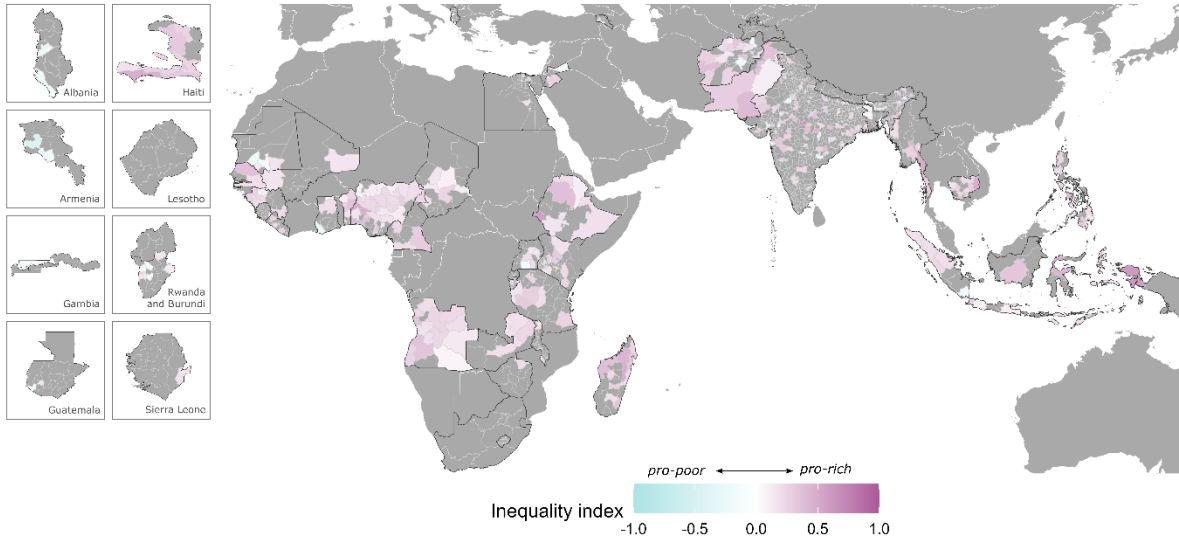 Albania
Haiti
Armenia
Lesotho
Gambia
Rwanda
and Burundi
Guatemala
Sierra Leone
pro-poor
pro-rich
Inequality index
-1.0 -0.5 0.0 0.5 1.0